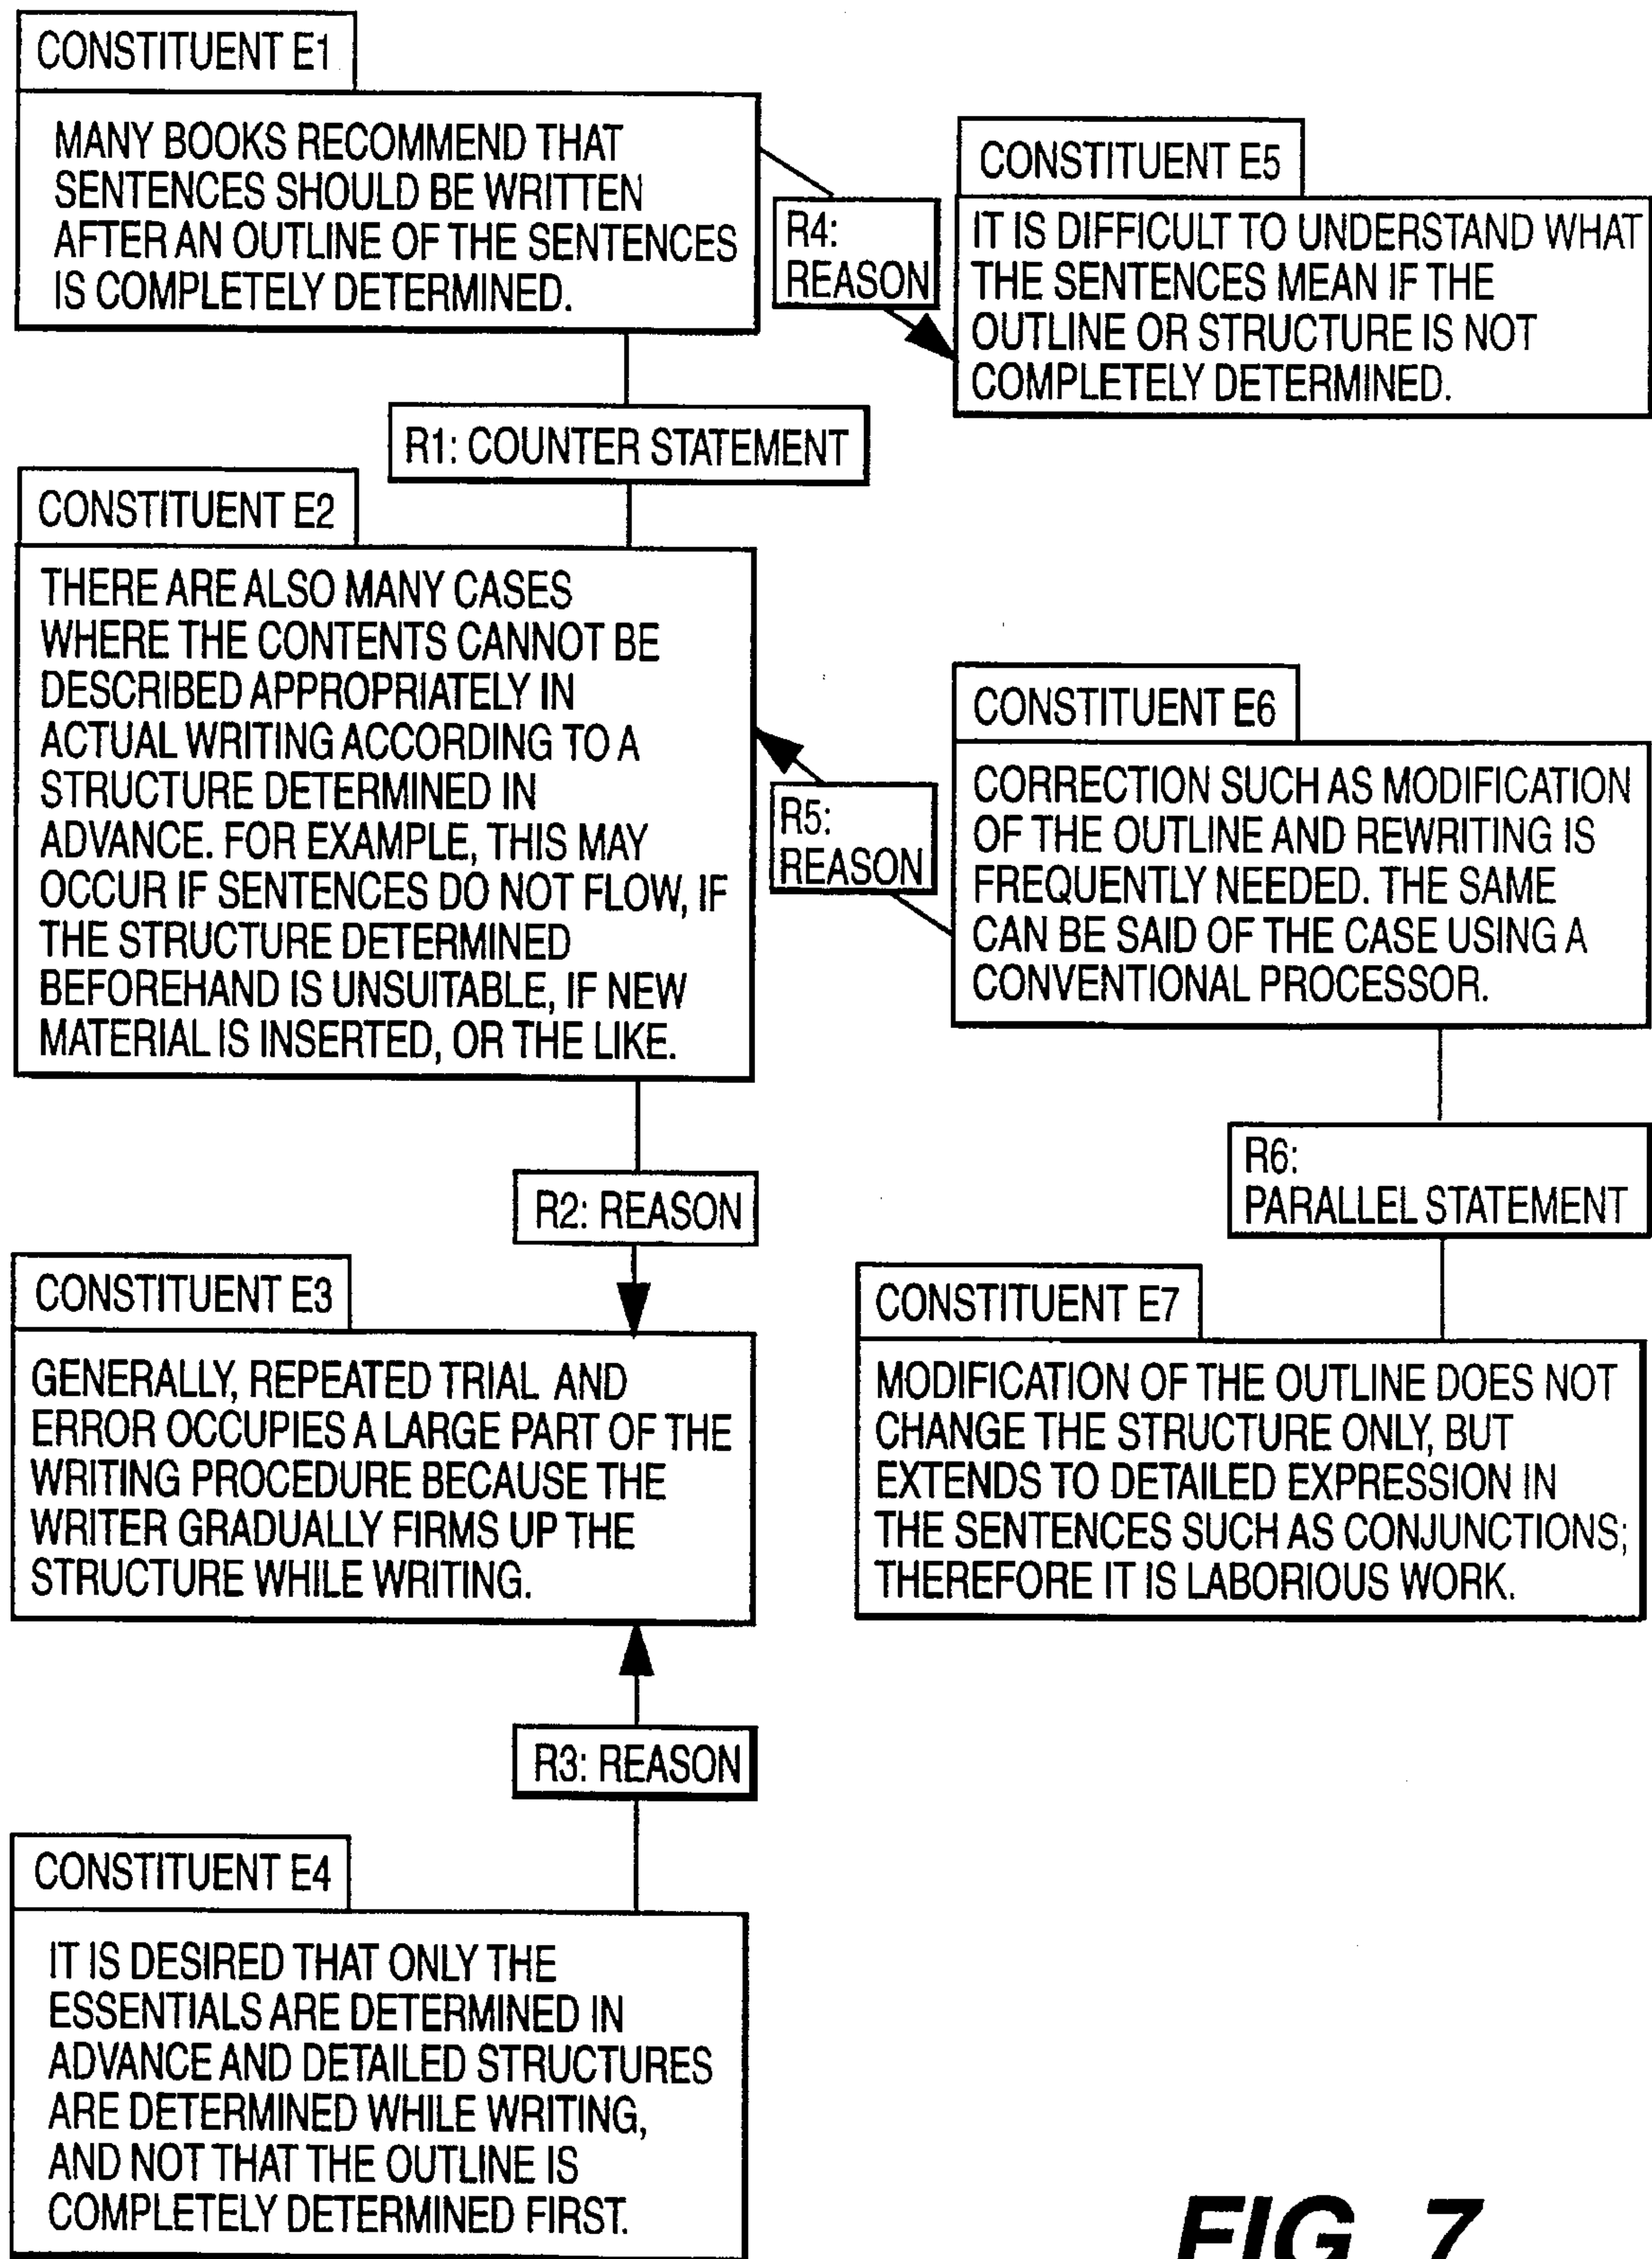 CONSTITUENT E1
MANY BOOKS RECOMMEND THAT
SENTENCES SHOULD BE WRITTEN
AFTER AN OUTLINE OF THE SENTENCES
IS COMPLETELY DETERMINED.
R4:
REASON
CONSTITUENT E5
IT IS DIFFICULT TO UNDERSTAND WHAT
THE SENTENCES MEAN IF THE
OUTLINE OR STRUCTURE IS NOT
COMPLETELY DETERMINED.
R1: COUNTER STATEMENT
CONSTITUENT E2
THERE ARE ALSO MANY CASES
WHERE THE CONTENTS CANNOT BE
DESCRIBED APPROPRIATELY IN
ACTUAL WRITING ACCORDING TO A
STRUCTURE DETERMINED IN
ADVANCE. FOR EXAMPLE, THIS MAY
OCCUR IF SENTENCES DO NOT FLOW, IF
THE STRUCTURE DETERMINED
BEFOREHAND IS UNSUITABLE, IF NEW
MATERIAL IS INSERTED, OR THE LIKE.
R5:
REASON
CONSTITUENT E6
CORRECTION SUCH AS MODIFICATION
OF THE OUTLINE AND REWRITING IS
FREQUENTLY NEEDED. THE SAME
CAN BE SAID OF THE CASE USING A
CONVENTIONAL PROCESSOR.
R2: REASON
R6:
PARALLEL STATEMENT
CONSTITUENT E3
GENERALLY, REPEATED TRIAL AND
ERROR OCCUPIES A LARGE PART OF THE
WRITING PROCEDURE BECAUSE THE
WRITER GRADUALLY FIRMS UP THE
STRUCTURE WHILE WRITING.
CONSTITUENT E7
MODIFICATION OF THE OUTLINE DOES NOT
CHANGE THE STRUCTURE ONLY, BUT
EXTENDS TO DETAILED EXPRESSION IN
THE SENTENCES SUCH AS CONJUNCTIONS;
THEREFORE IT IS LABORIOUS WORK.
R3: REASON
CONSTITUENT E4
IT IS DESIRED THAT ONLY THE
ESSENTIALS ARE DETERMINED IN
ADVANCE AND DETAILED STRUCTURES
ARE DETERMINED WHILE WRITING,
AND NOT THAT THE OUTLINE IS
COMPLETELY DETERMINED FIRST.
FIG. 7